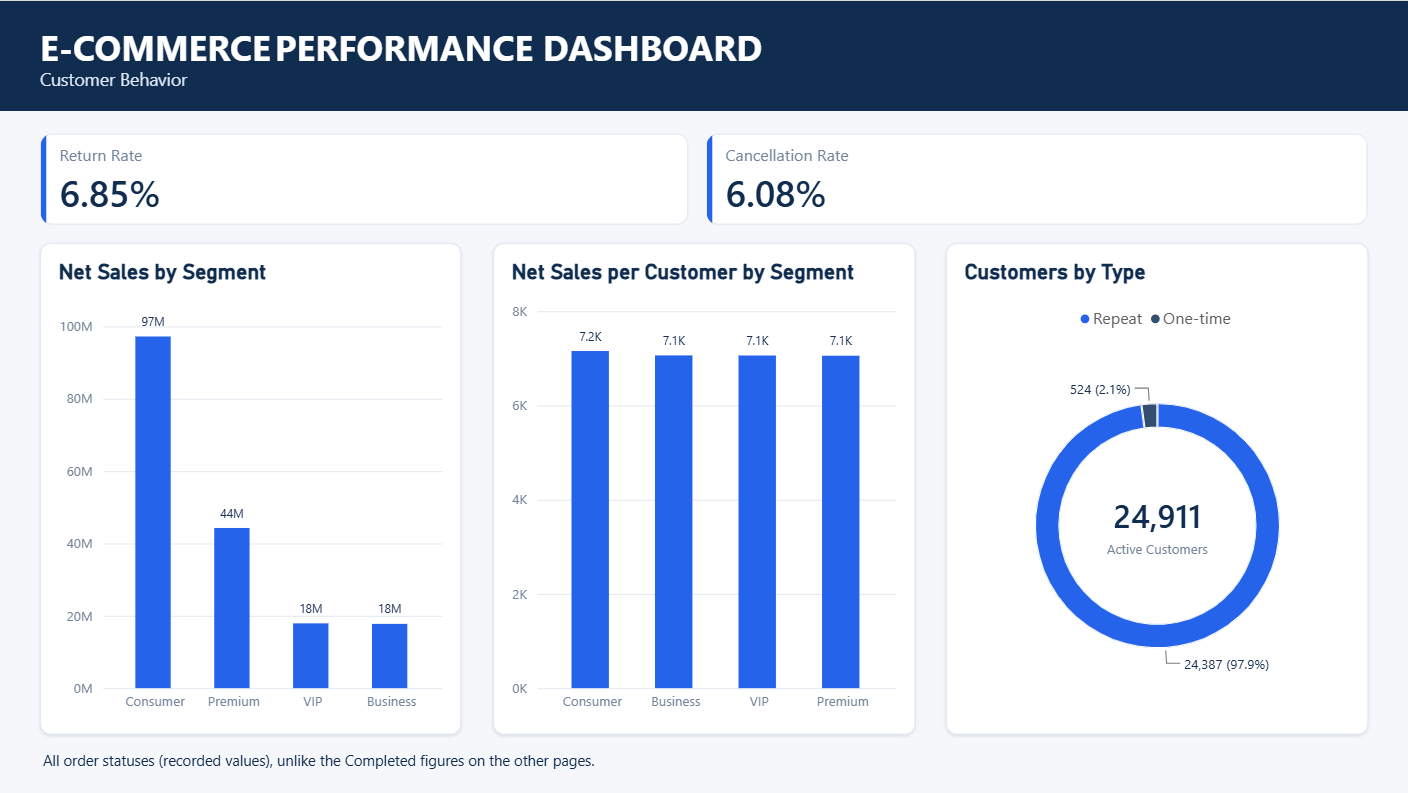 E-COMMERCE PERFORMANCE DASHBOARD
Customer Behavior
Return Rate
6.85%
Cancellation Rate
6.08%
Net Sales by Segment
100M
80M
60M
40M
20M
0M
97M
44M
18M
18M
Consumer
Premium
VIP
Business
Net Sales per Customer by Segment
8K
6K
4K
2K
0K
7.2K
7.1K
7.1K
7.1K
Consumer
Business
VIP
Premium
Customers by Type
Repeat
One-time
524 (2.1%)
24,911
Active Customers
24,387 (97.9%)
All order statuses (recorded values), unlike the Completed figures on the other pages.